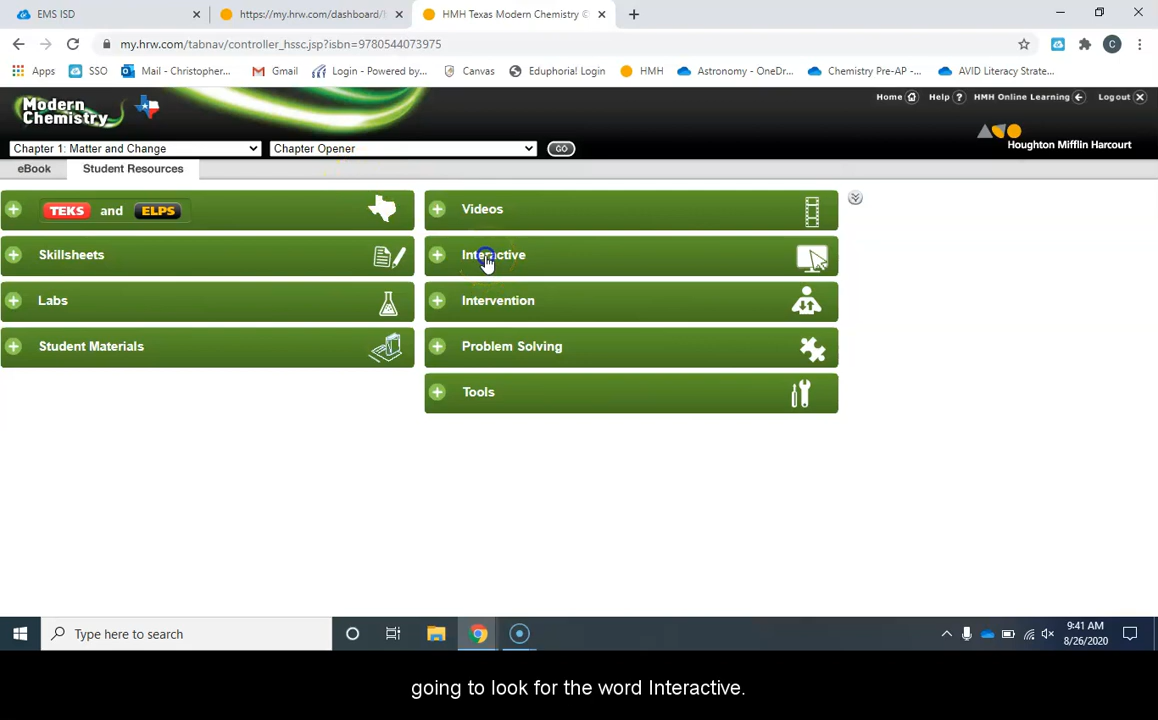 EMS ISD
https://my.hrw.com/dashboard/
HMH Texas Modern Chemistry ©
my.hrw.com/tabnav/controller_hssc.jsp?isbn=9780544073975
C
Apps
SSO
Mail - Christopher...
Gmail
Login - Powered by...
Canvas
Eduphoria! Login
HMH
Astronomy - OneDr...
Chemistry Pre-AP -...
AVID Literacy Strate...
Modern
Chemistry
Home
Help ?
HMH Online Learning
Logout
Houghton Mifflin Harcourt
Chapter 1: Matter and Change
Chapter Opener
GO
eBook
Student Resources
TEKS and ELPS
Videos
Skillsheets
Interactive
Labs
Intervention
Student Materials
Problem Solving
Tools
Type here to search
9:41 AM
8/26/2020
going to look for the word Interactive.